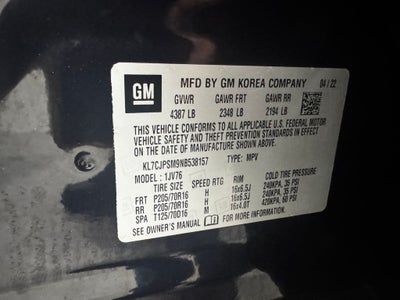 GM
MFD BY GM KOREA COMPANY 04 / 22
GVWR GAWR FRT GAWR RR
4387 LB 2348 LB 2194 LB
THIS VEHICLE CONFORMS TO ALL APPLICABLE U.S. FEDERAL MOTOR
VEHICLE SAFETY AND THEFT PREVENTION STANDARDS IN EFFECT
ON THE DATE OF MANUFACTURE SHOWN ABOVE.
KL7CJPSM9NB538157 TYPE: MPV
MODEL: 1JV76
TIRE SIZE SPEED RTG RIM COLD TIRE PRESSURE
FRT P205/70R16 H 16x6.5J 240KPA, 35 PSI
RR P205/70R16 H 16x6.5J 240KPA, 35 PSI
SPA T125/70D16 M 16x4.0T 420KPA, 60 PSI
SEE OWNER'S MANUAL FOR ADDITIONAL INFORMATION